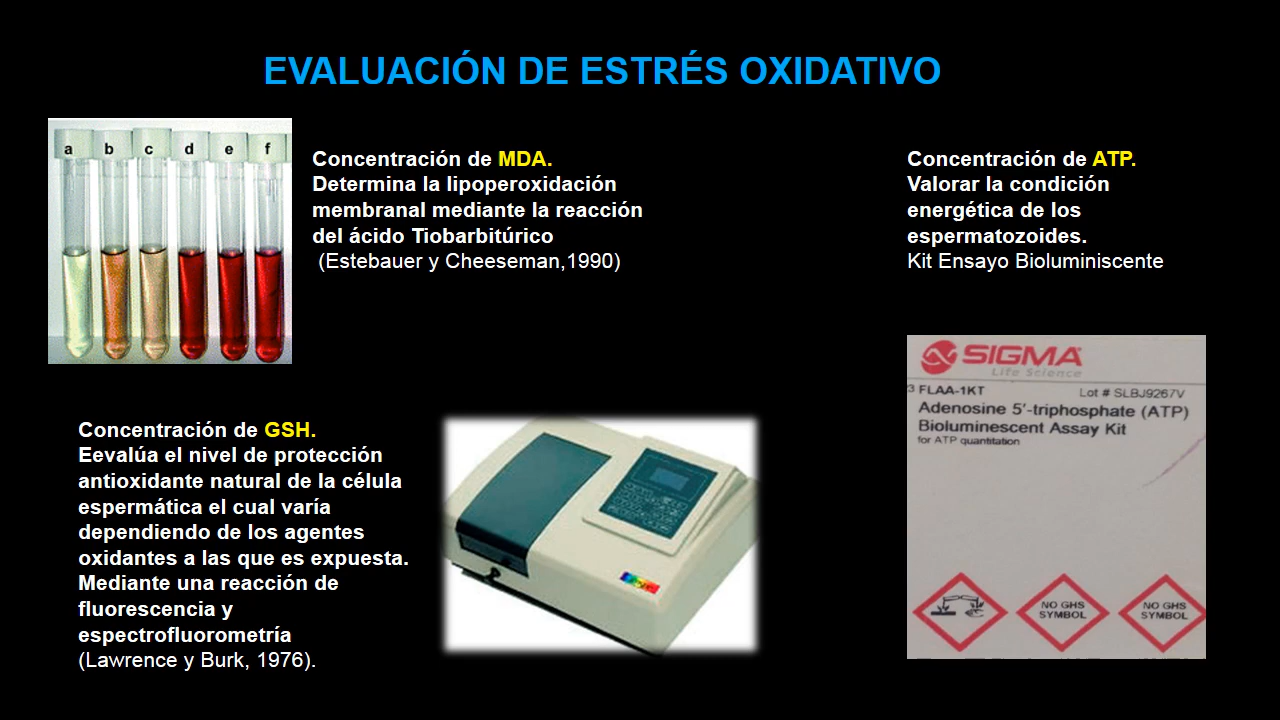 EVALUACIÓN DE ESTRÉS OXIDATIVO
a b c d e f
Concentración de MDA.
Determina la lipoperoxidación
membranal mediante la reacción
del ácido Tiobarbitúrico
(Estebauer y Cheeseman,1990)
Concentración de ATP.
Valorar la condición
energética de los
espermatozoides.
Kit Ensayo Bioluminiscente
Concentración de GSH.
Eevalúa el nivel de protección
antioxidante natural de la célula
espermática el cual varía
dependiendo de los agentes
oxidantes a las que es expuesta.
Mediante una reacción de
fluorescencia y
espectrofluorometría
(Lawrence y Burk, 1976).
SIGMA
Life Science
3 FLAA-1KT Lot # SLBJ9267V
Adenosine 5'-triphosphate (ATP)
Bioluminescent Assay Kit
for ATP quantitation
NO GHS
SYMBOL
NO GHS
SYMBOL